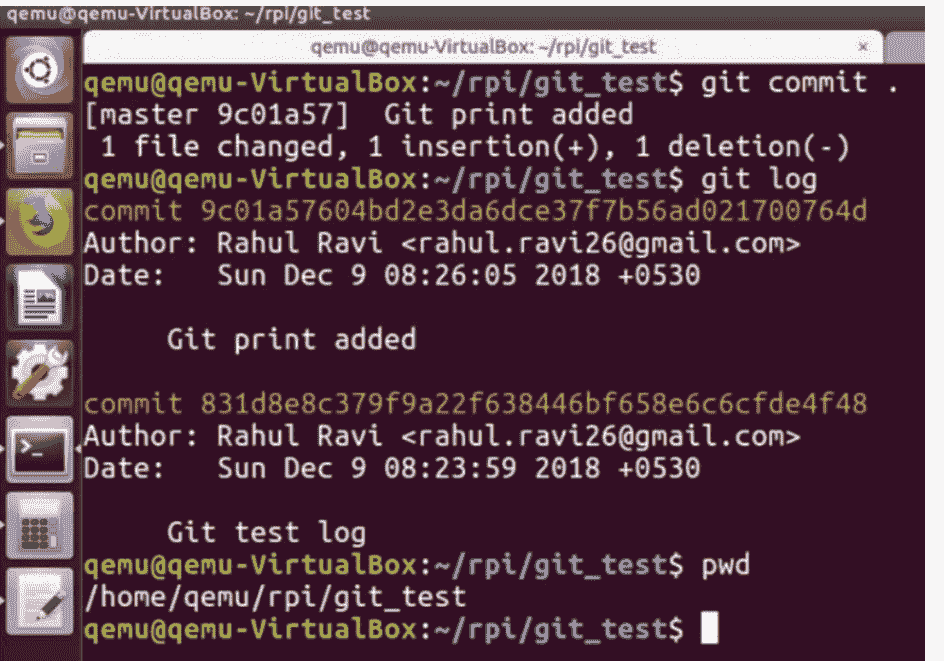 qemu@qemu-VirtualBox: ~/rpi/git_test
qemu@qemu-VirtualBox: ~/rpi/git_test ×
qemu@qemu-VirtualBox:~/rpi/git_test$ git commit .
[master 9c01a57]  Git print added
 1 file changed, 1 insertion(+), 1 deletion(-)
qemu@qemu-VirtualBox:~/rpi/git_test$ git log
commit 9c01a57604bd2e3da6dce37f7b56ad021700764d
Author: Rahul Ravi <rahul.ravi26@gmail.com>
Date:   Sun Dec 9 08:26:05 2018 +0530
     Git print added
commit 831d8e8c379f9a22f638446bf658e6c6cfde4f48
Author: Rahul Ravi <rahul.ravi26@gmail.com>
Date:   Sun Dec 9 08:23:59 2018 +0530
     Git test log
qemu@qemu-VirtualBox:~/rpi/git_test$ pwd
/home/qemu/rpi/git_test
qemu@qemu-VirtualBox:~/rpi/git_test$